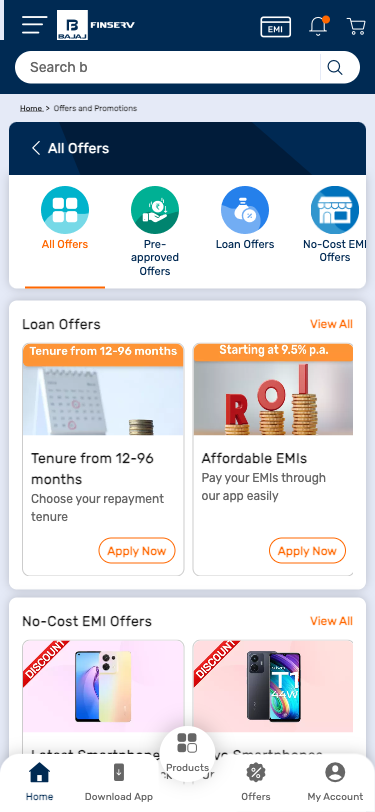 BAJAJ
FINSERV
EMI
Search b
Home > Offers and Promotions
All Offers
All Offers
Pre-
approved
Offers
Loan Offers
No-Cost EMI
Offers
Loan Offers
View All
Tenure from 12-96 months
Starting at 9.5% p.a.
ROI
Tenure from 12-96
months
Choose your repayment
tenure
Apply Now
Affordable EMIs
Pay your EMIs through
our app easily
Apply Now
No-Cost EMI Offers
View All
DISCOUNT
DISCOUNT
T1
44W
Latest Smartphone
Smartphone
Home
Download App
Products
Offers
My Account